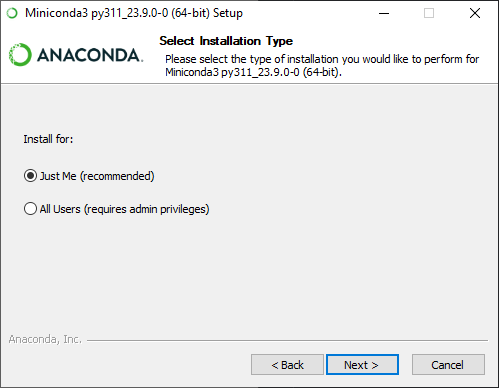 Miniconda3 py311_23.9.0-0 (64-bit) Setup
ANACONDA.
Select Installation Type
Please select the type of installation you would like to perform for
Miniconda3 py311_23.9.0-0 (64-bit).
Install for:
Just Me (recommended)
All Users (requires admin privileges)
Anaconda, Inc.
< Back
Next >
Cancel